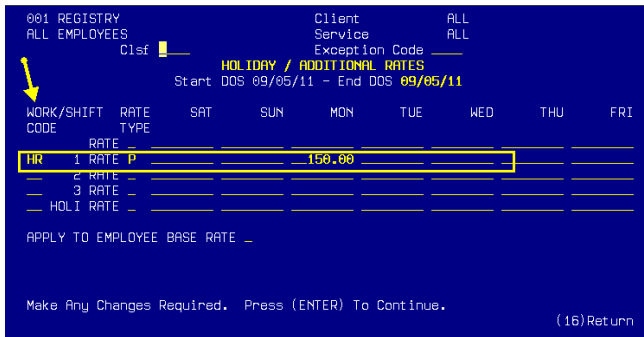 001 REGISTRY Client ALL
ALL EMPLOYEES Service ALL
Clsf Exception Code
HOLIDAY / ADDITIONAL RATES
Start DOS 09/05/11 - End DOS 09/05/11
WORK/SHIFT RATE SAT SUN MON TUE WED THU FRI
CODE TYPE
RATE
HR 1 RATE P 150.00
2 RATE
3 RATE
HOLI RATE
APPLY TO EMPLOYEE BASE RATE
Make Any Changes Required. Press (ENTER) To Continue.
(16)Return